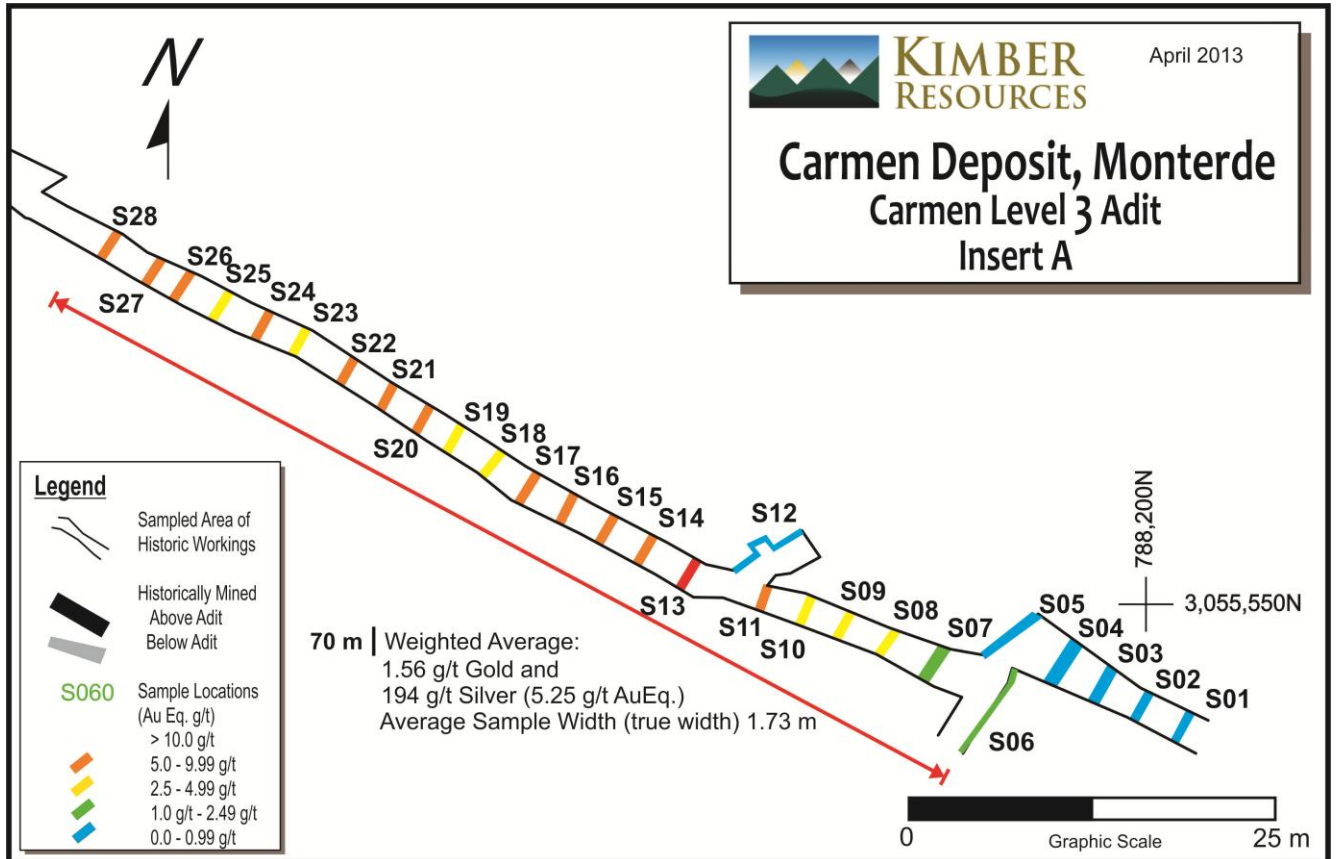 N
KIMBER
RESOURCES
April 2013
Carmen Deposit, Monterde
Carmen Level 3 Adit
Insert A
S28
S27
S26
S25
S24
S23
S22
S21
S20
S19
S18
S17
S16
S15
S14
S13
S12
S11
S10
S09
S08
S07
S06
S05
S04
S03
S02
S01
788,200N
3,055,550N
70 m | Weighted Average:
1.56 g/t Gold and
194 g/t Silver (5.25 g/t AuEq.)
Average Sample Width (true width) 1.73 m
Legend
Sampled Area of
Historic Workings
Historically Mined
Above Adit
Below Adit
S060
Sample Locations
(Au Eq. g/t)
> 10.0 g/t
5.0 - 9.99 g/t
2.5 - 4.99 g/t
1.0 g/t - 2.49 g/t
0.0 - 0.99 g/t
0
Graphic Scale
25 m